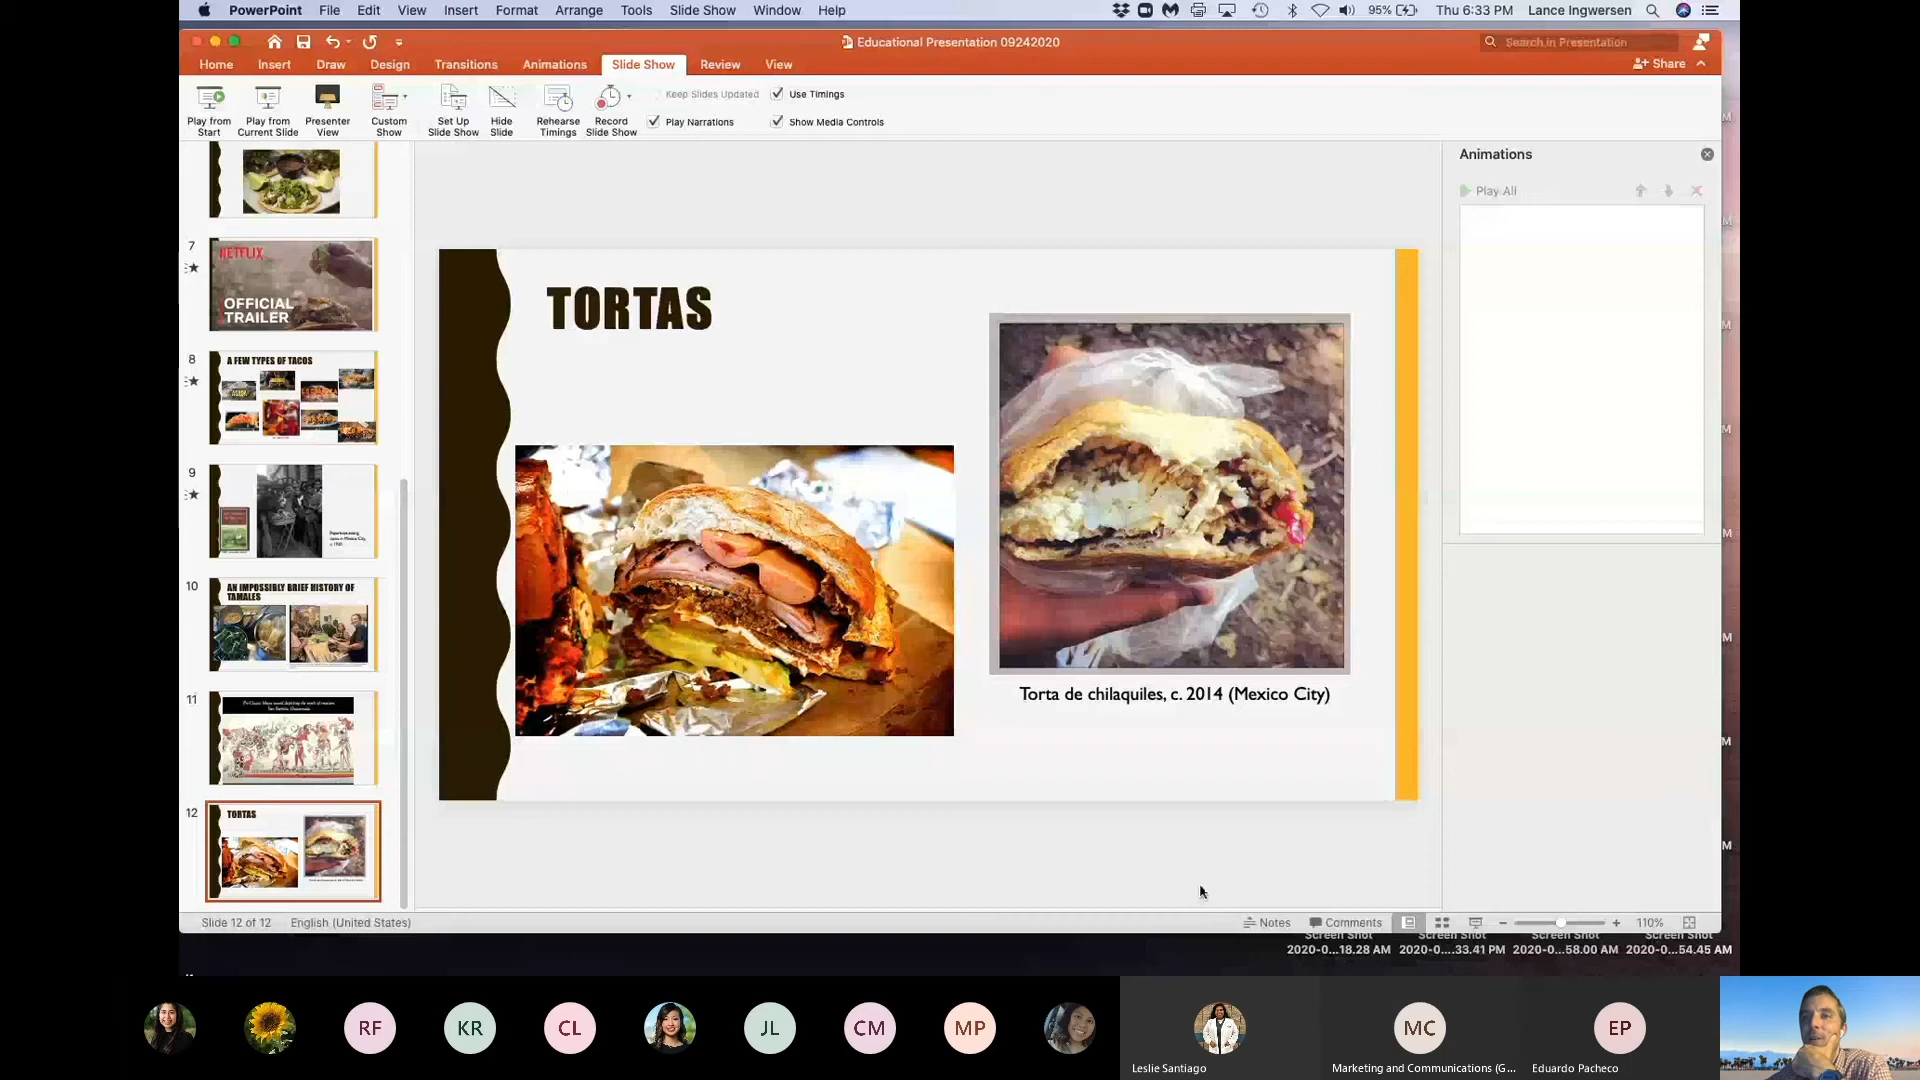 PowerPoint File Edit View Insert Format Arrange Tools Slide Show Window Help 95% Thu 6:33 PM Lance Ingwersen
Educational Presentation 09242020
Search in Presentation
Home Insert Draw Design Transitions Animations Slide Show Review View
Share
Play from Start
Play from Current Slide
Presenter View
Custom Show
Set Up Slide Show
Hide Slide
Rehearse Timings
Record Slide Show
Keep Slides Updated
Use Timings
Play Narrations
Show Media Controls
Animations
Play All
7
NETFLIX
OFFICIAL
TRAILER
8
A FEW TYPES OF TACOS
9
10
AN IMPOSSIBLY BRIEF HISTORY OF
TAMALES
11
12
TORTAS
TORTAS
Torta de chilaquiles, c. 2014 (Mexico City)
Slide 12 of 12
English (United States)
Notes
Comments
110%
Screen Shot
2020-0...18.28 AM
Screen Shot
2020-0....33.41 PM
Screen Shot
2020-0...58.00 AM
Screen Shot
2020-0...54.45 AM
RF
KR
CL
JL
CM
MP
MC
EP
Leslie Santiago
Marketing and Communications (G...
Eduardo Pacheco